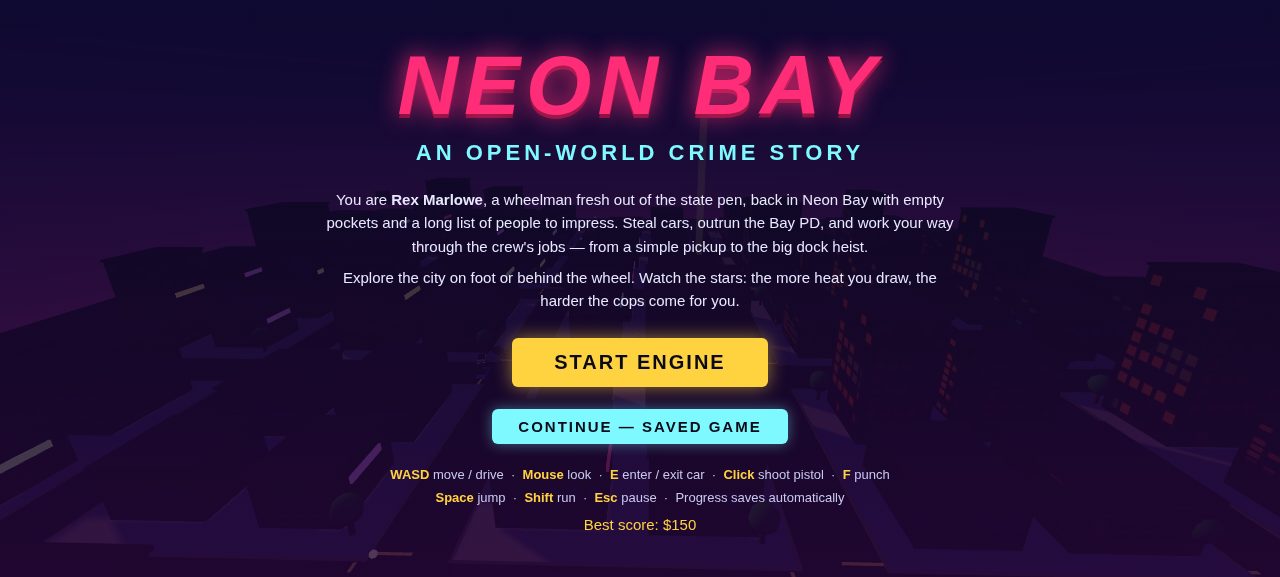 NEON BAY
AN OPEN-WORLD CRIME STORY
You are Rex Marlowe, a wheelman fresh out of the state pen, back in Neon Bay with empty
pockets and a long list of people to impress. Steal cars, outrun the Bay PD, and work your way
through the crew's jobs — from a simple pickup to the big dock heist.
Explore the city on foot or behind the wheel. Watch the stars: the more heat you draw, the
harder the cops come for you.
START ENGINE
CONTINUE — SAVED GAME
WASD move / drive · Mouse look · E enter / exit car · Click shoot pistol · F punch
Space jump · Shift run · Esc pause · Progress saves automatically
Best score: $150